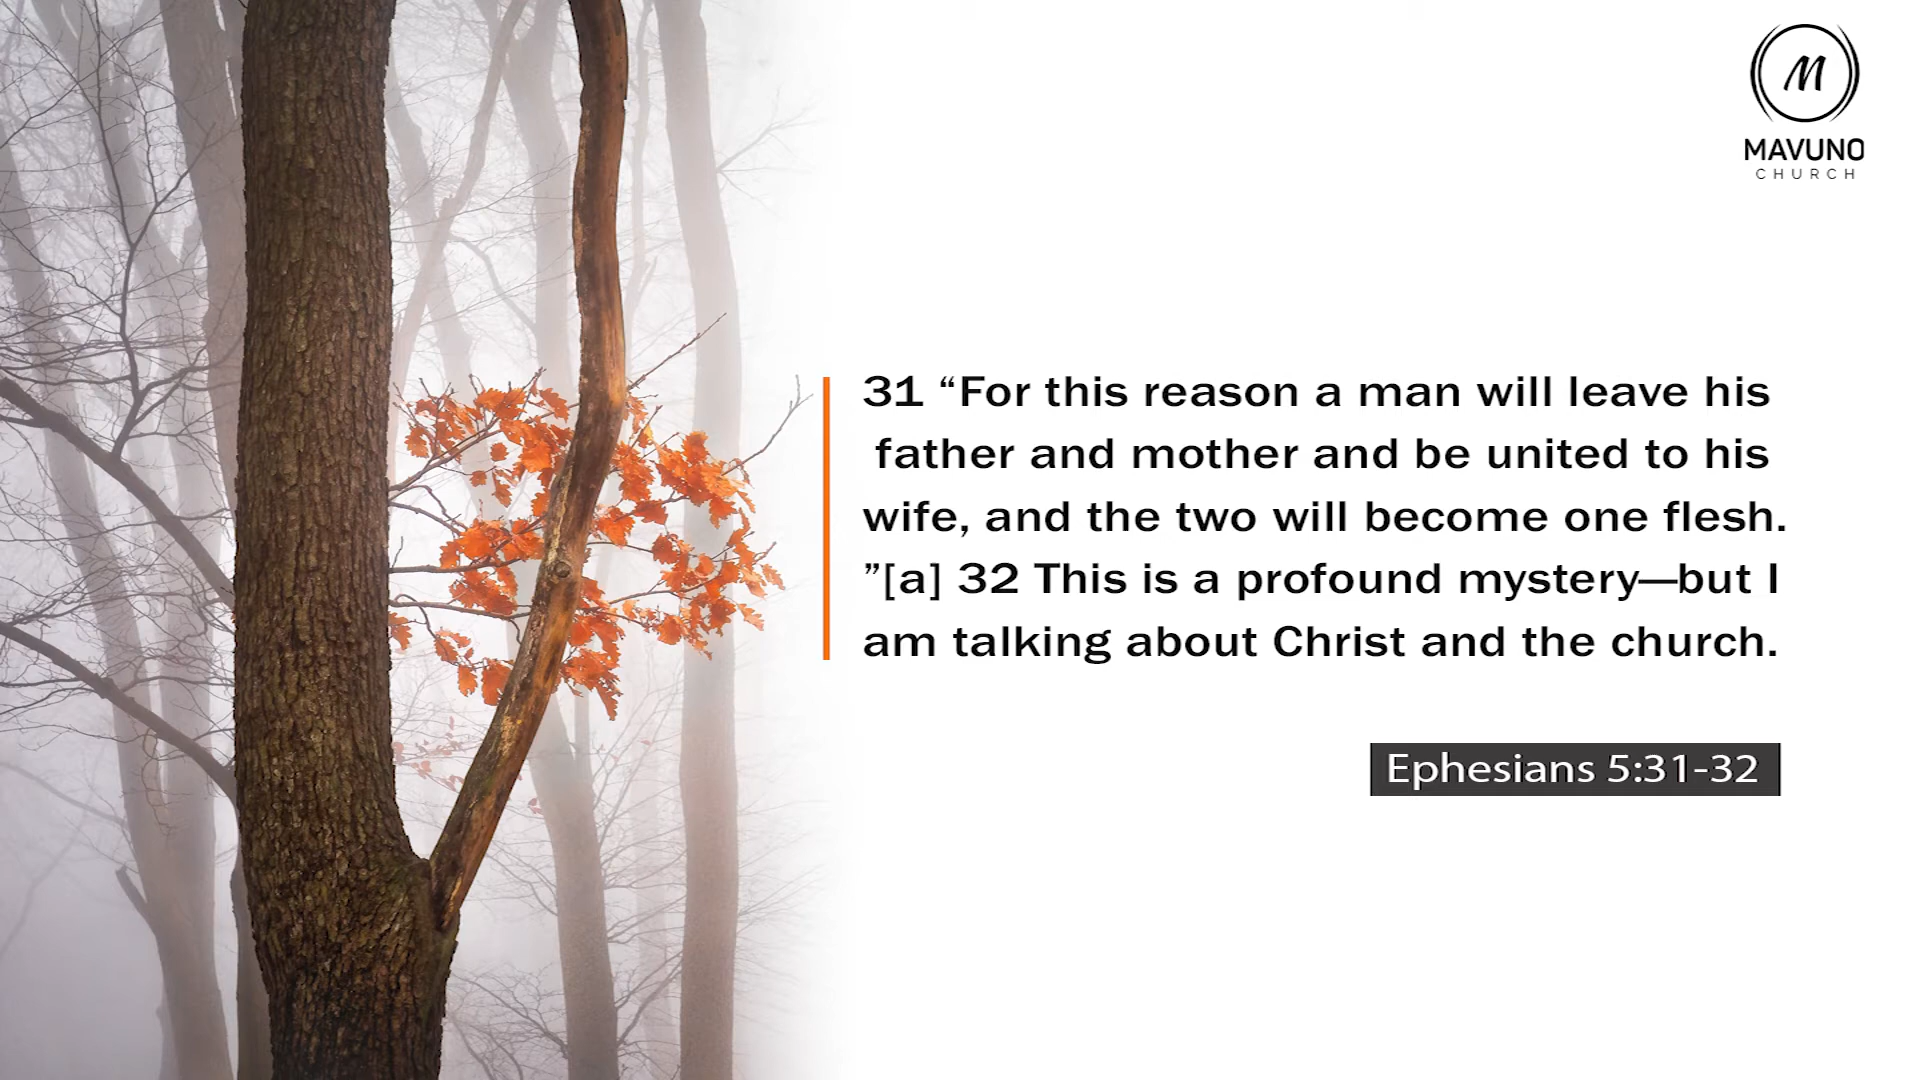 M
MAVUNO
CHURCH
31 “For this reason a man will leave his
father and mother and be united to his
wife, and the two will become one flesh.
”[a] 32 This is a profound mystery—but I
am talking about Christ and the church.
Ephesians 5:31-32